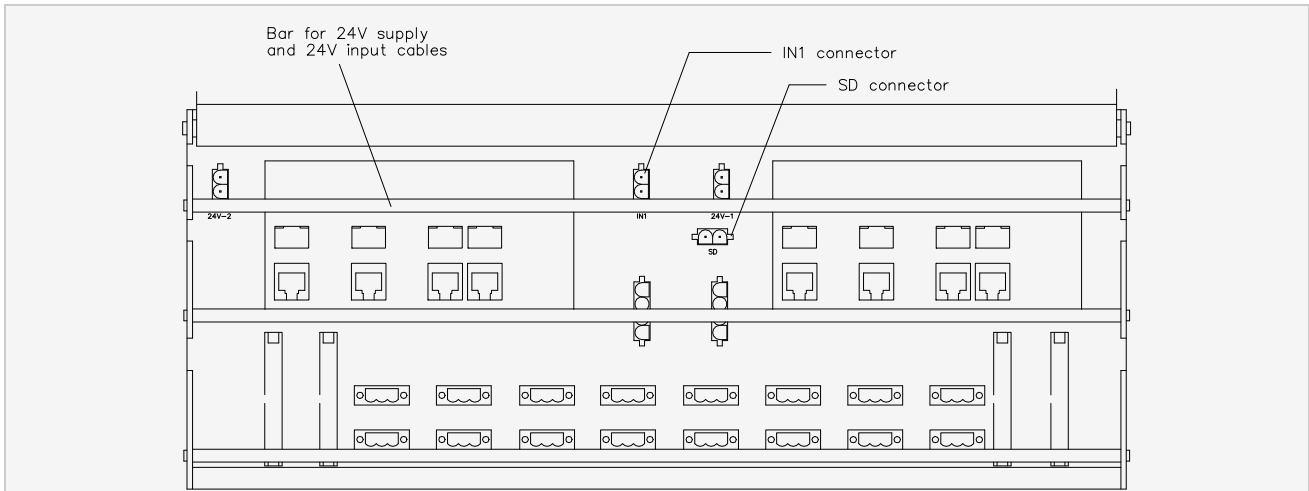 Bar for 24V supply
and 24V input cables
IN1 connector
SD connector
24V-2
IN1
24V-1
SD